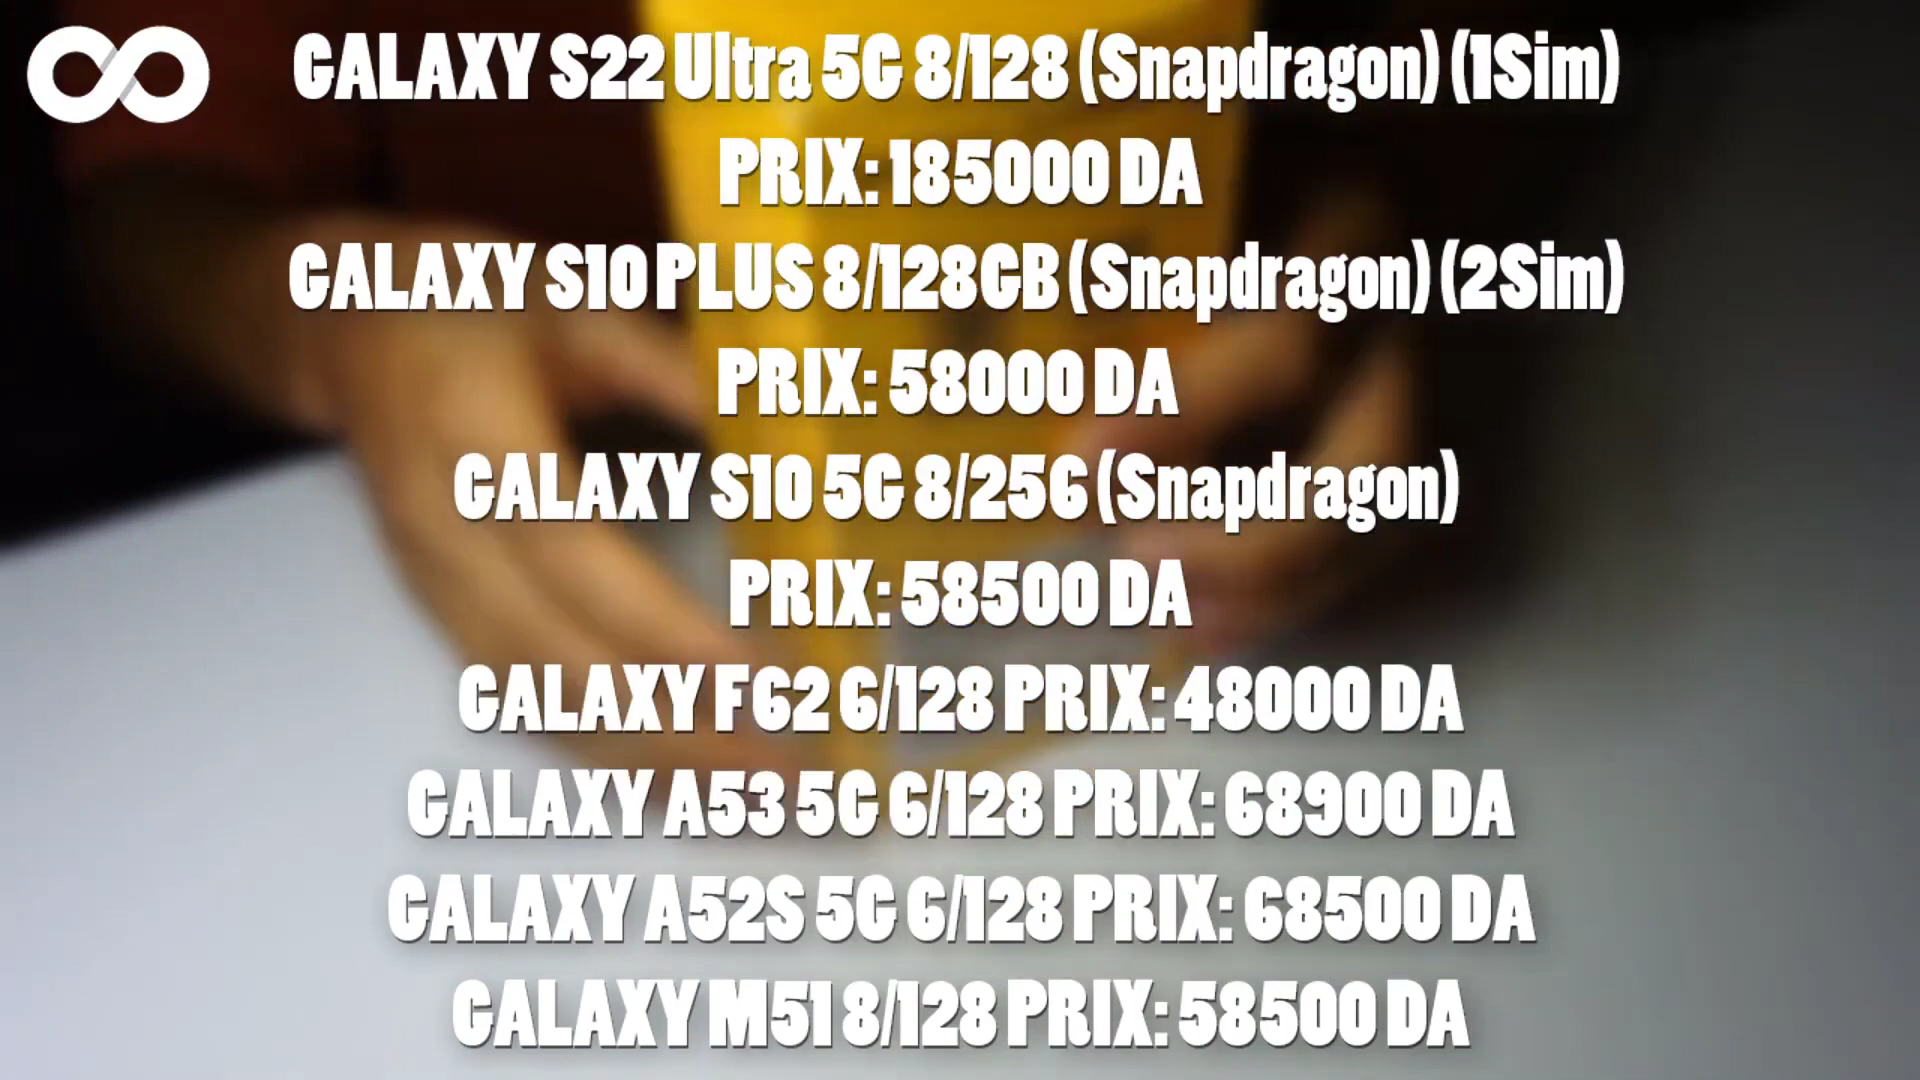 GALAXY S22 Ultra 5G 8/128 (Snapdragon) (1Sim)
PRIX: 185000 DA
GALAXY S10 PLUS 8/128GB (Snapdragon) (2Sim)
PRIX: 58000 DA
GALAXY S10 5G 8/256 (Snapdragon)
PRIX: 58500 DA
GALAXY F62 6/128 PRIX: 48000 DA
GALAXY A53 5G 6/128 PRIX: 68900 DA
GALAXY A52S 5G 6/128 PRIX: 68500 DA
GALAXY M51 8/128 PRIX: 58500 DA